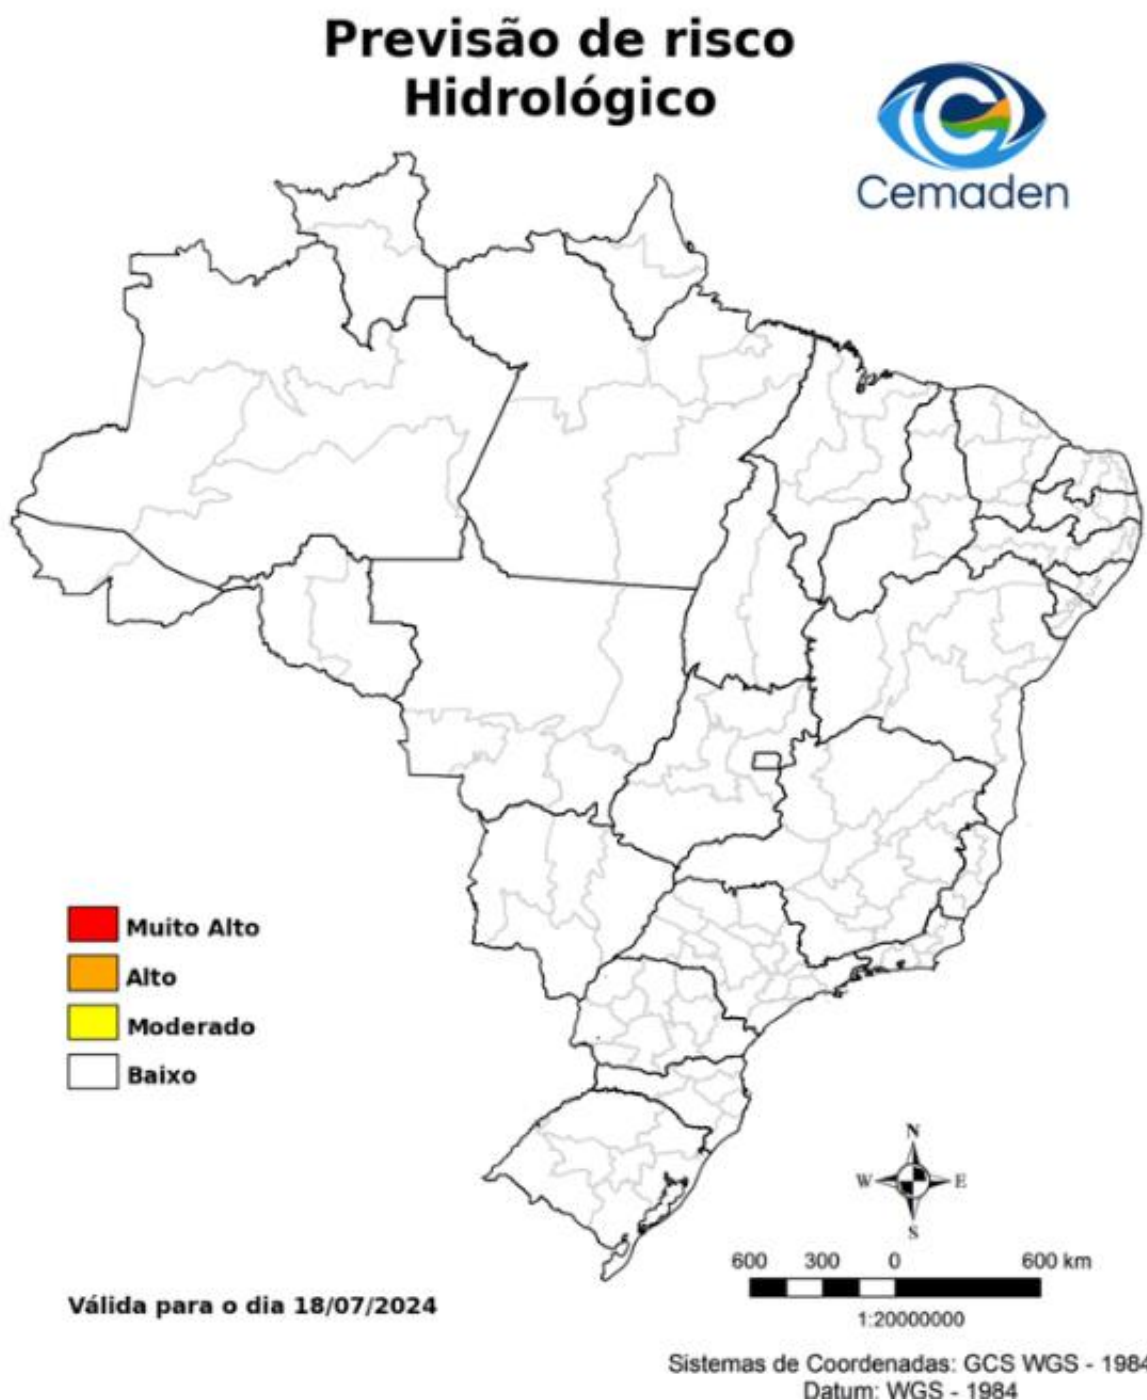 Previsão de risco
Hidrológico
Cemaden
Muito Alto
Alto
Moderado
Baixo
N
W E
S
600 300 0 600 km
1:20000000
Válida para o dia 18/07/2024
Sistemas de Coordenadas: GCS WGS - 1984
Datum: WGS - 1984